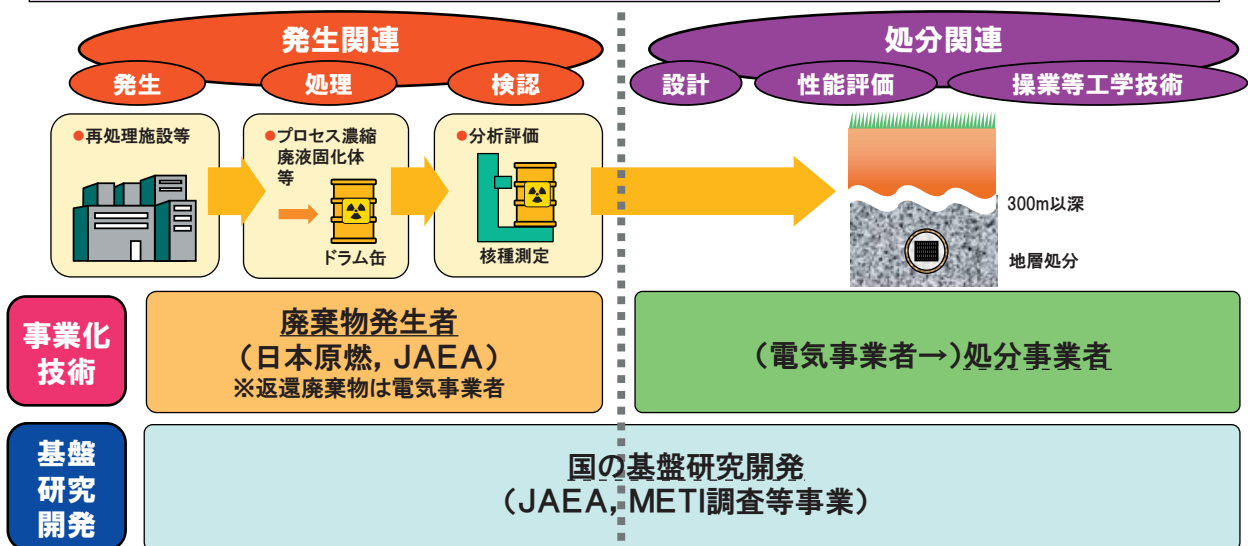 発生関連
処分関連
発生
処理
検認
設計
性能評価
操業等工学技術
●再処理施設等
●プロセス濃縮
廃液固化体
等
ドラム缶
●分析評価
核種測定
300m以深
地層処分
事業化
技術
廃棄物発生者
(日本原燃, JAEA)
※返還廃棄物は電気事業者
(電気事業者→)処分事業者
基盤
研究
開発
国の基盤研究開発
(JAEA, METI調査等事業)